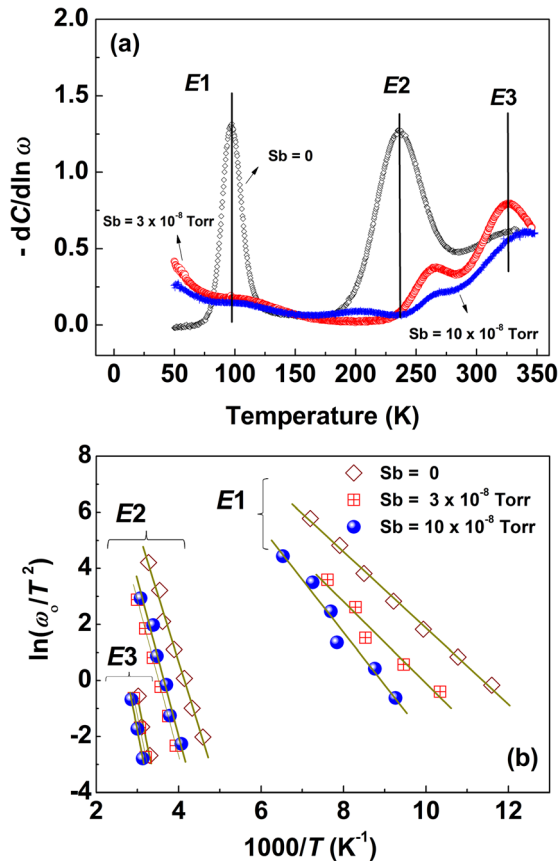 (a)
2.0
1.5
1.0
0.5
0.0
- dC/dln ω
E1
E2
E3
Sb = 0
Sb = 3 x 10⁻⁸ Torr
Sb = 10 x 10⁻⁸ Torr
0 50 100 150 200 250 300 350
Temperature (K)
8
6
4
2
0
-2
-4
ln(ωₒ/T²)
E1
E2
E3
Sb = 0
Sb = 3 x 10⁻⁸ Torr
Sb = 10 x 10⁻⁸ Torr
(b)
2 4 6 8 10 12
1000/T (K⁻¹)